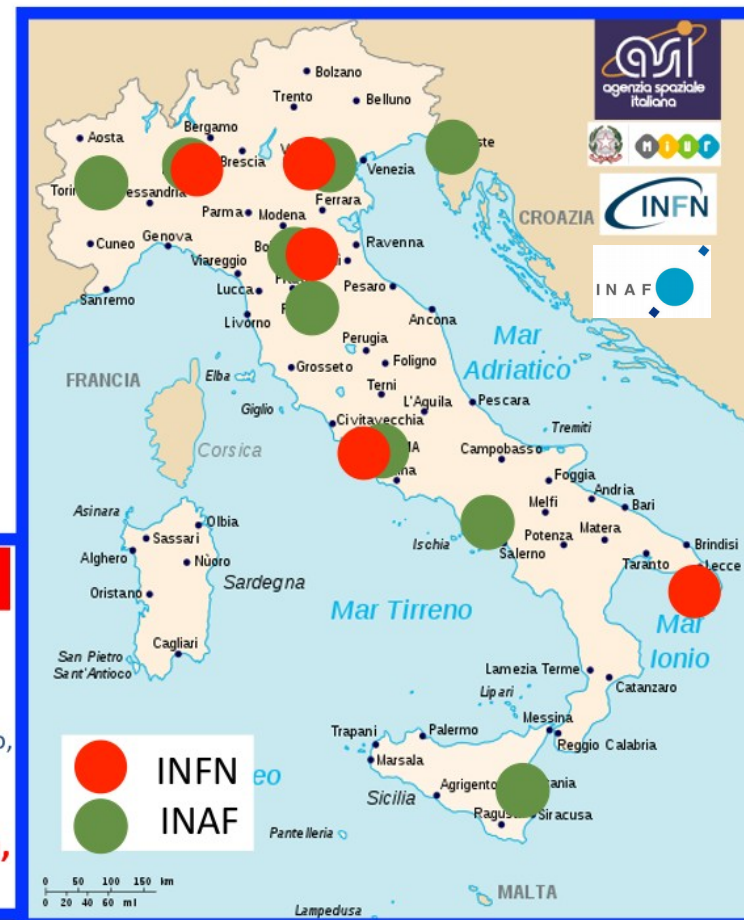 asi
agenzia spaziale
italiana
MIUR
INFN
INAF
Bolzano
Trento
Belluno
Aosta
Bergamo
Brescia
Venezia
Parma
Modena
Ferrara
Cuneo
Genova
Viareggio
Ravenna
CROAZIA
Sanremo
Lucca
Pesaro
Livorno
Ancona
Perugia
Mar
Adriatico
FRANCIA
Elba
Grosseto
Foligno
Terni
Giglio
L'Aquila
Pescara
Civitavecchia
Tremiti
Corsica
Campobasso
Foggia
Asinara
Olbia
Melfi
Andria
Bari
Sassari
Ischia
Potenza
Matera
Brindisi
Alghero
Nùoro
Salerno
Taranto
Lecce
Oristano
Sardegna
Mar Tirreno
Mar
Ionio
Cagliari
San Pietro
Sant'Antioco
Lamezia Terme
Catanzaro
Lipari
Messina
Trapani
Palermo
Reggio Calabria
Marsala
INFN
Agrigento
Sicilia
INAF
Siracusa
Pantelleria
0 50 100 150 km
0 20 40 60 mi
MALTA
Lampedusa